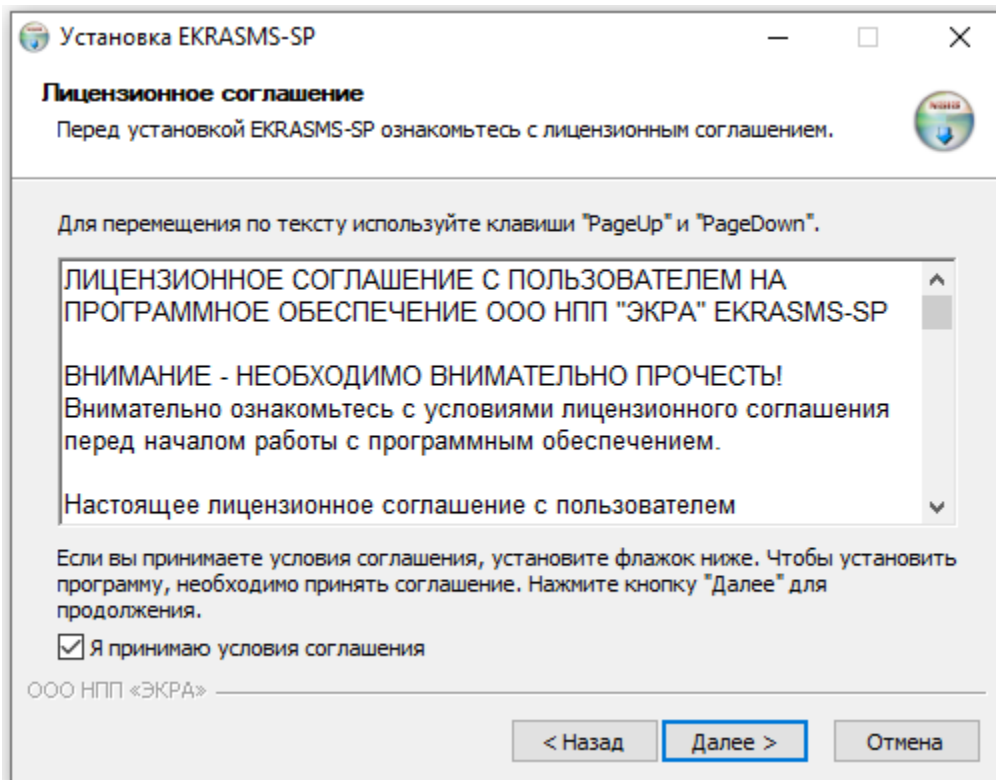 Установка EKRASMS-SP
Лицензионное соглашение
Перед установкой EKRASMS-SP ознакомьтесь с лицензионным соглашением.
Для перемещения по тексту используйте клавиши "PageUp" и "PageDown".
ЛИЦЕНЗИОННОЕ СОГЛАШЕНИЕ С ПОЛЬЗОВАТЕЛЕМ НА
ПРОГРАММНОЕ ОБЕСПЕЧЕНИЕ ООО НПП "ЭКРА" EKRASMS-SP
ВНИМАНИЕ - НЕОБХОДИМО ВНИМАТЕЛЬНО ПРОЧЕСТЬ!
Внимательно ознакомьтесь с условиями лицензионного соглашения
перед началом работы с программным обеспечением.
Настоящее лицензионное соглашение с пользователем
Если вы принимаете условия соглашения, установите флажок ниже. Чтобы установить
программу, необходимо принять соглашение. Нажмите кнопку "Далее" для
продолжения.
Я принимаю условия соглашения
ООО НПП «ЭКРА»
< Назад
Далее >
Отмена